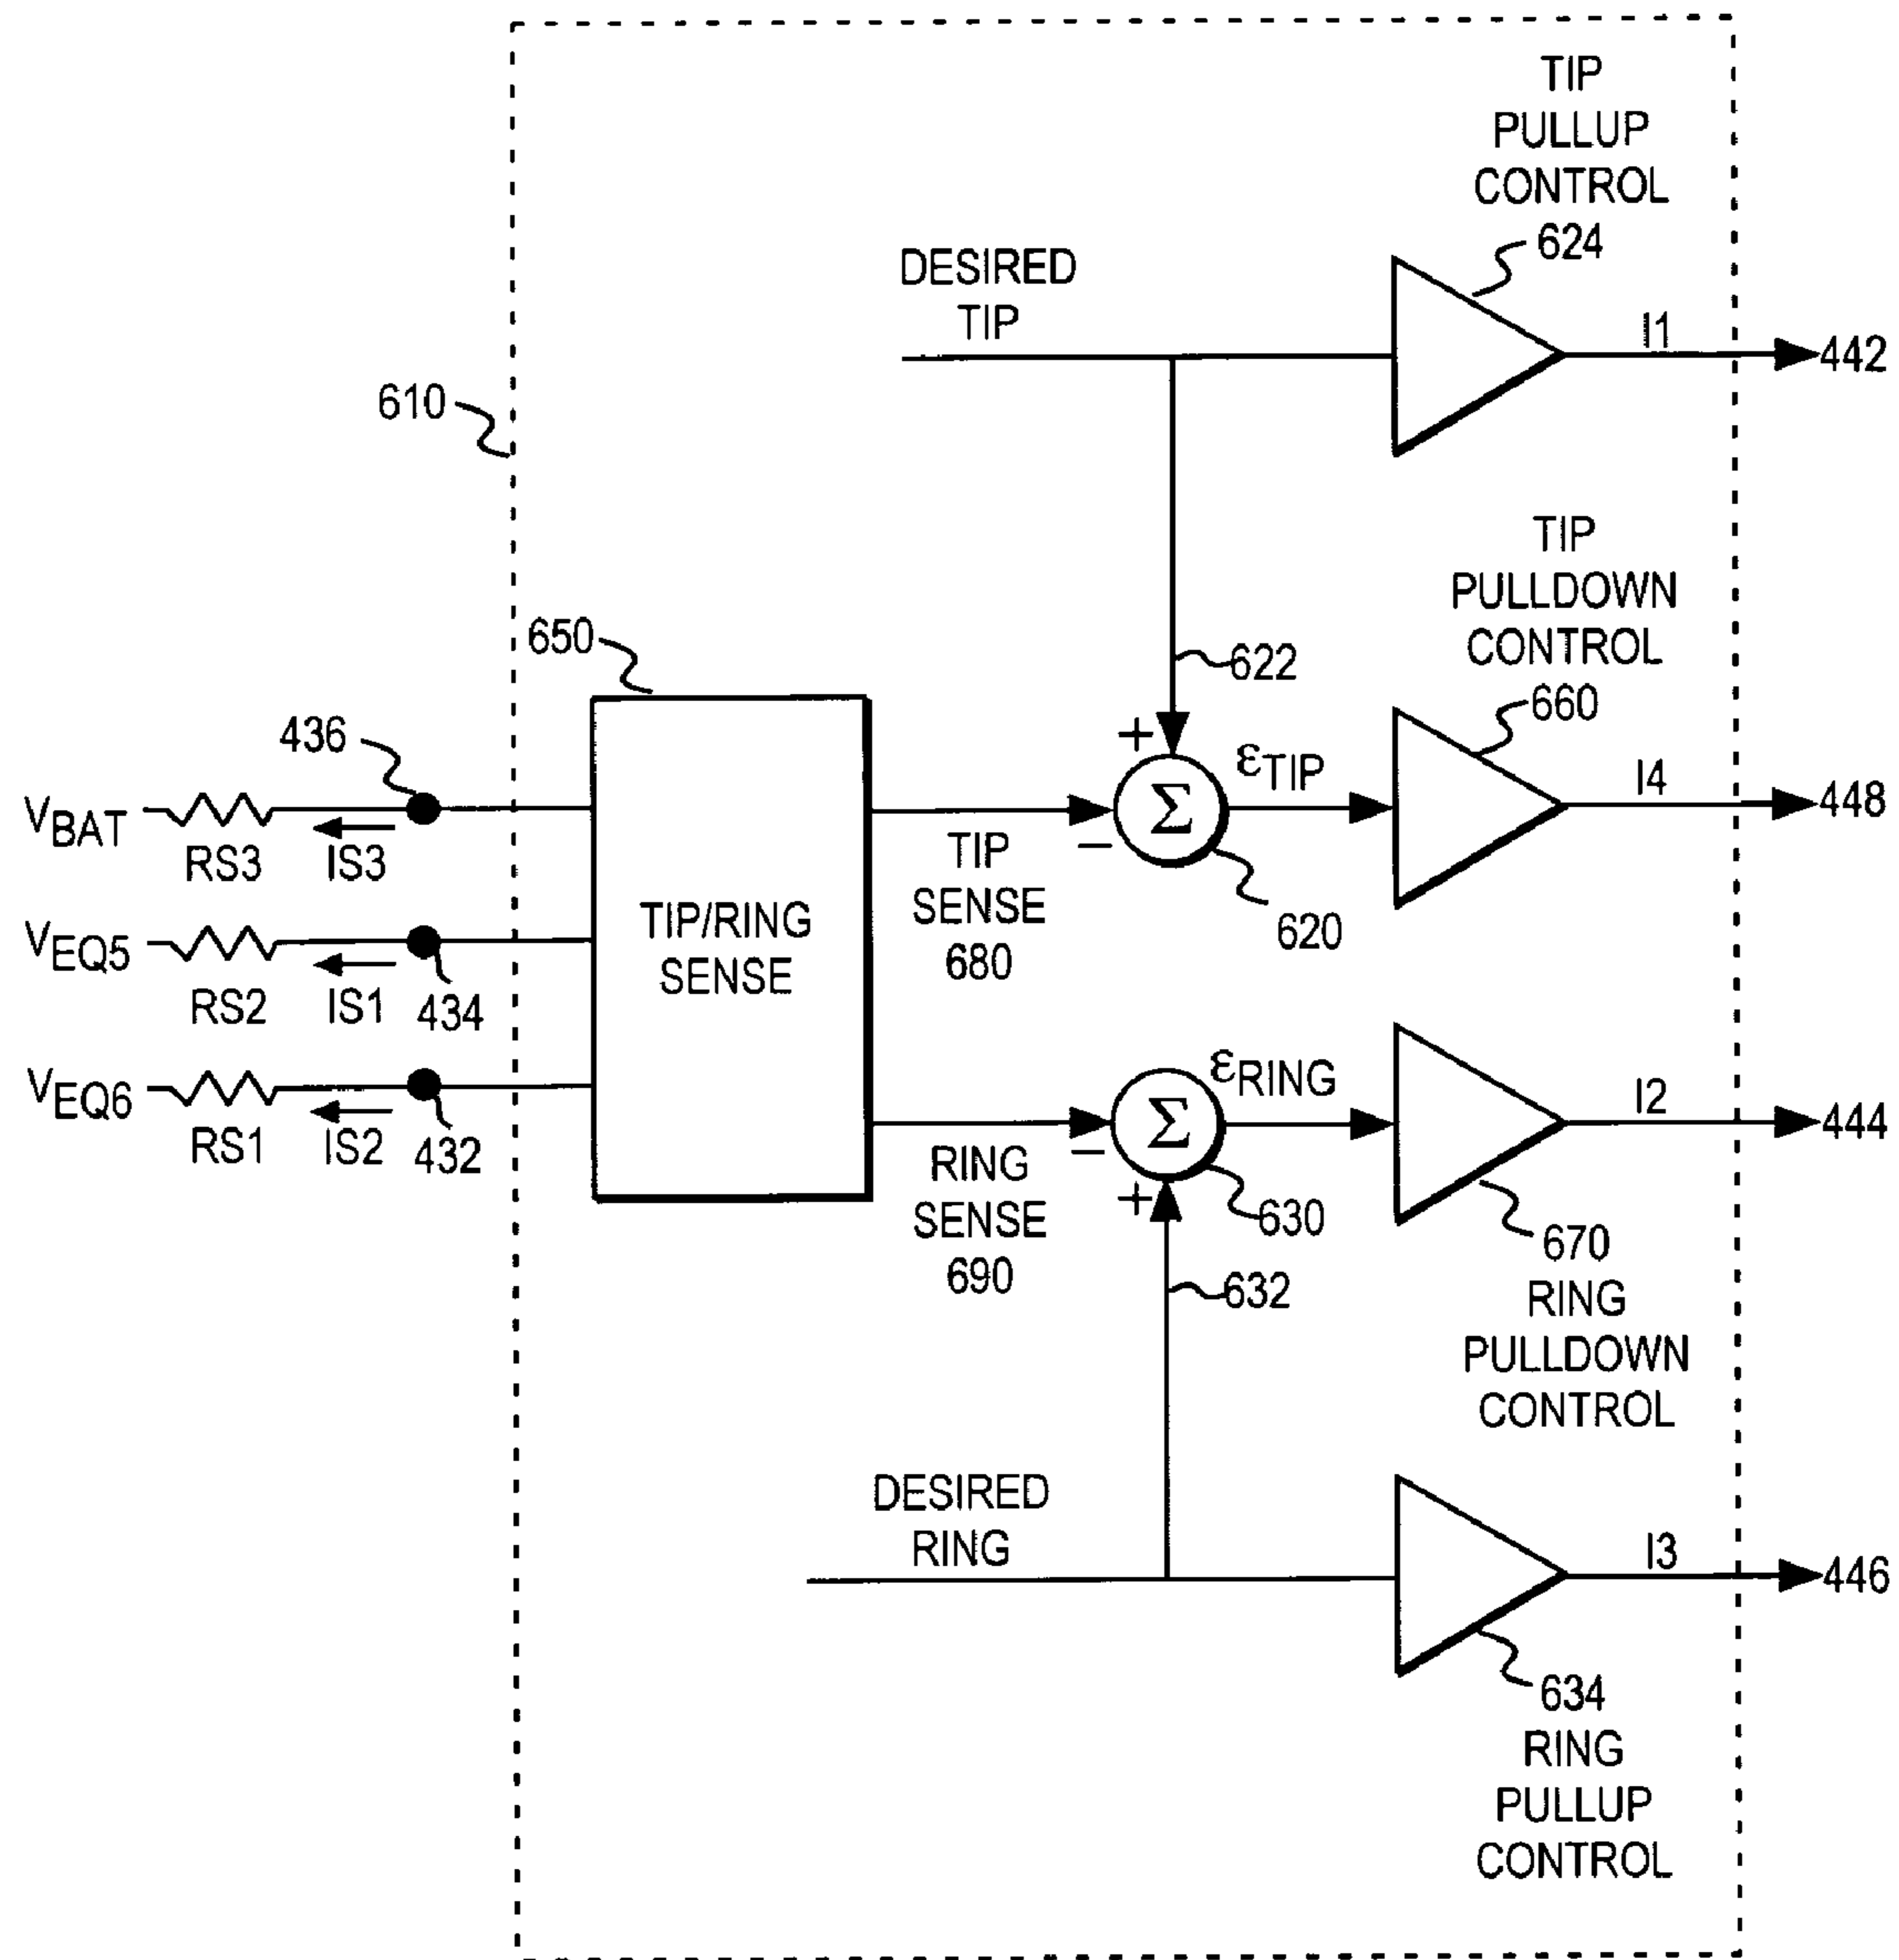 TIP
PULLUP
CONTROL
624
DESIRED
TIP
I1
442
610
TIP
PULLDOWN
CONTROL
660
622
650
436
+
εTIP
I4
448
VBAT
RS3
IS3
Σ
−
TIP
SENSE
680
620
TIP/RING
SENSE
VEQ5
RS2
IS1
434
VEQ6
RS1
IS2
432
εRING
I2
444
Σ
−
RING
SENSE
690
+
630
632
670
RING
PULLDOWN
CONTROL
DESIRED
RING
I3
446
634
RING
PULLUP
CONTROL